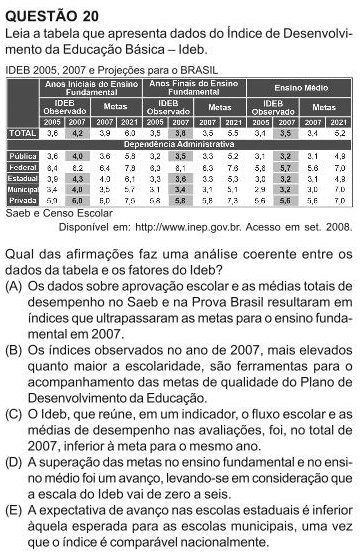 QUESTÃO 20
Leia a tabela que apresenta dados do Índice de Desenvolvi-
mento da Educação Básica – Ideb.
IDEB 2005, 2007 e Projeções para o BRASIL
Anos Iniciais do Ensino Fundamental Anos Finais do Ensino Fundamental Ensino Médio
IDEB Observado Metas IDEB Observado Metas IDEB Observado Metas
2005 2007 2007 2021 2005 2007 2007 2021 2005 2007 2007 2021
TOTAL 3,6 4,2 3,9 6,0 3,5 3,8 3,5 5,5 3,4 3,5 3,4 5,2
Dependência Administrativa
Pública 3,6 4,0 3,6 5,8 3,2 3,5 3,3 5,2 3,1 3,2 3,1 4,9
Federal 6,4 6,2 6,4 7,8 6,3 6,1 6,3 7,6 5,6 5,7 5,6 7,0
Estadual 3,9 4,3 4,0 6,1 3,3 3,6 3,3 5,3 3,0 3,2 3,1 4,9
Municipal 3,4 4,0 3,5 5,7 3,1 3,4 3,1 5,1 2,9 3,2 3,0 7,0
Privada 5,9 6,0 6,0 7,5 5,8 5,8 5,8 7,3 5,6 5,6 5,6 7,0
Saeb e Censo Escolar
Disponível em: http://www.inep.gov.br. Acesso em set. 2008.
Qual das afirmações faz uma análise coerente entre os
dados da tabela e os fatores do Ideb?
(A) Os dados sobre aprovação escolar e as médias totais de
desempenho no Saeb e na Prova Brasil resultaram em
índices que ultrapassaram as metas para o ensino funda-
mental em 2007.
(B) Os índices observados no ano de 2007, mais elevados
quanto maior a escolaridade, são ferramentas para o
acompanhamento das metas de qualidade do Plano de
Desenvolvimento da Educação.
(C) O Ideb, que reúne, em um indicador, o fluxo escolar e as
médias de desempenho nas avaliações, foi, no total de
2007, inferior à meta para o mesmo ano.
(D) A superação das metas no ensino fundamental e no ensi-
no médio foi um avanço, levando-se em consideração que
a escala do Ideb vai de zero a seis.
(E) A expectativa de avanço nas escolas estaduais é inferior
àquela esperada para as escolas municipais, uma vez
que o índice é comparável nacionalmente.